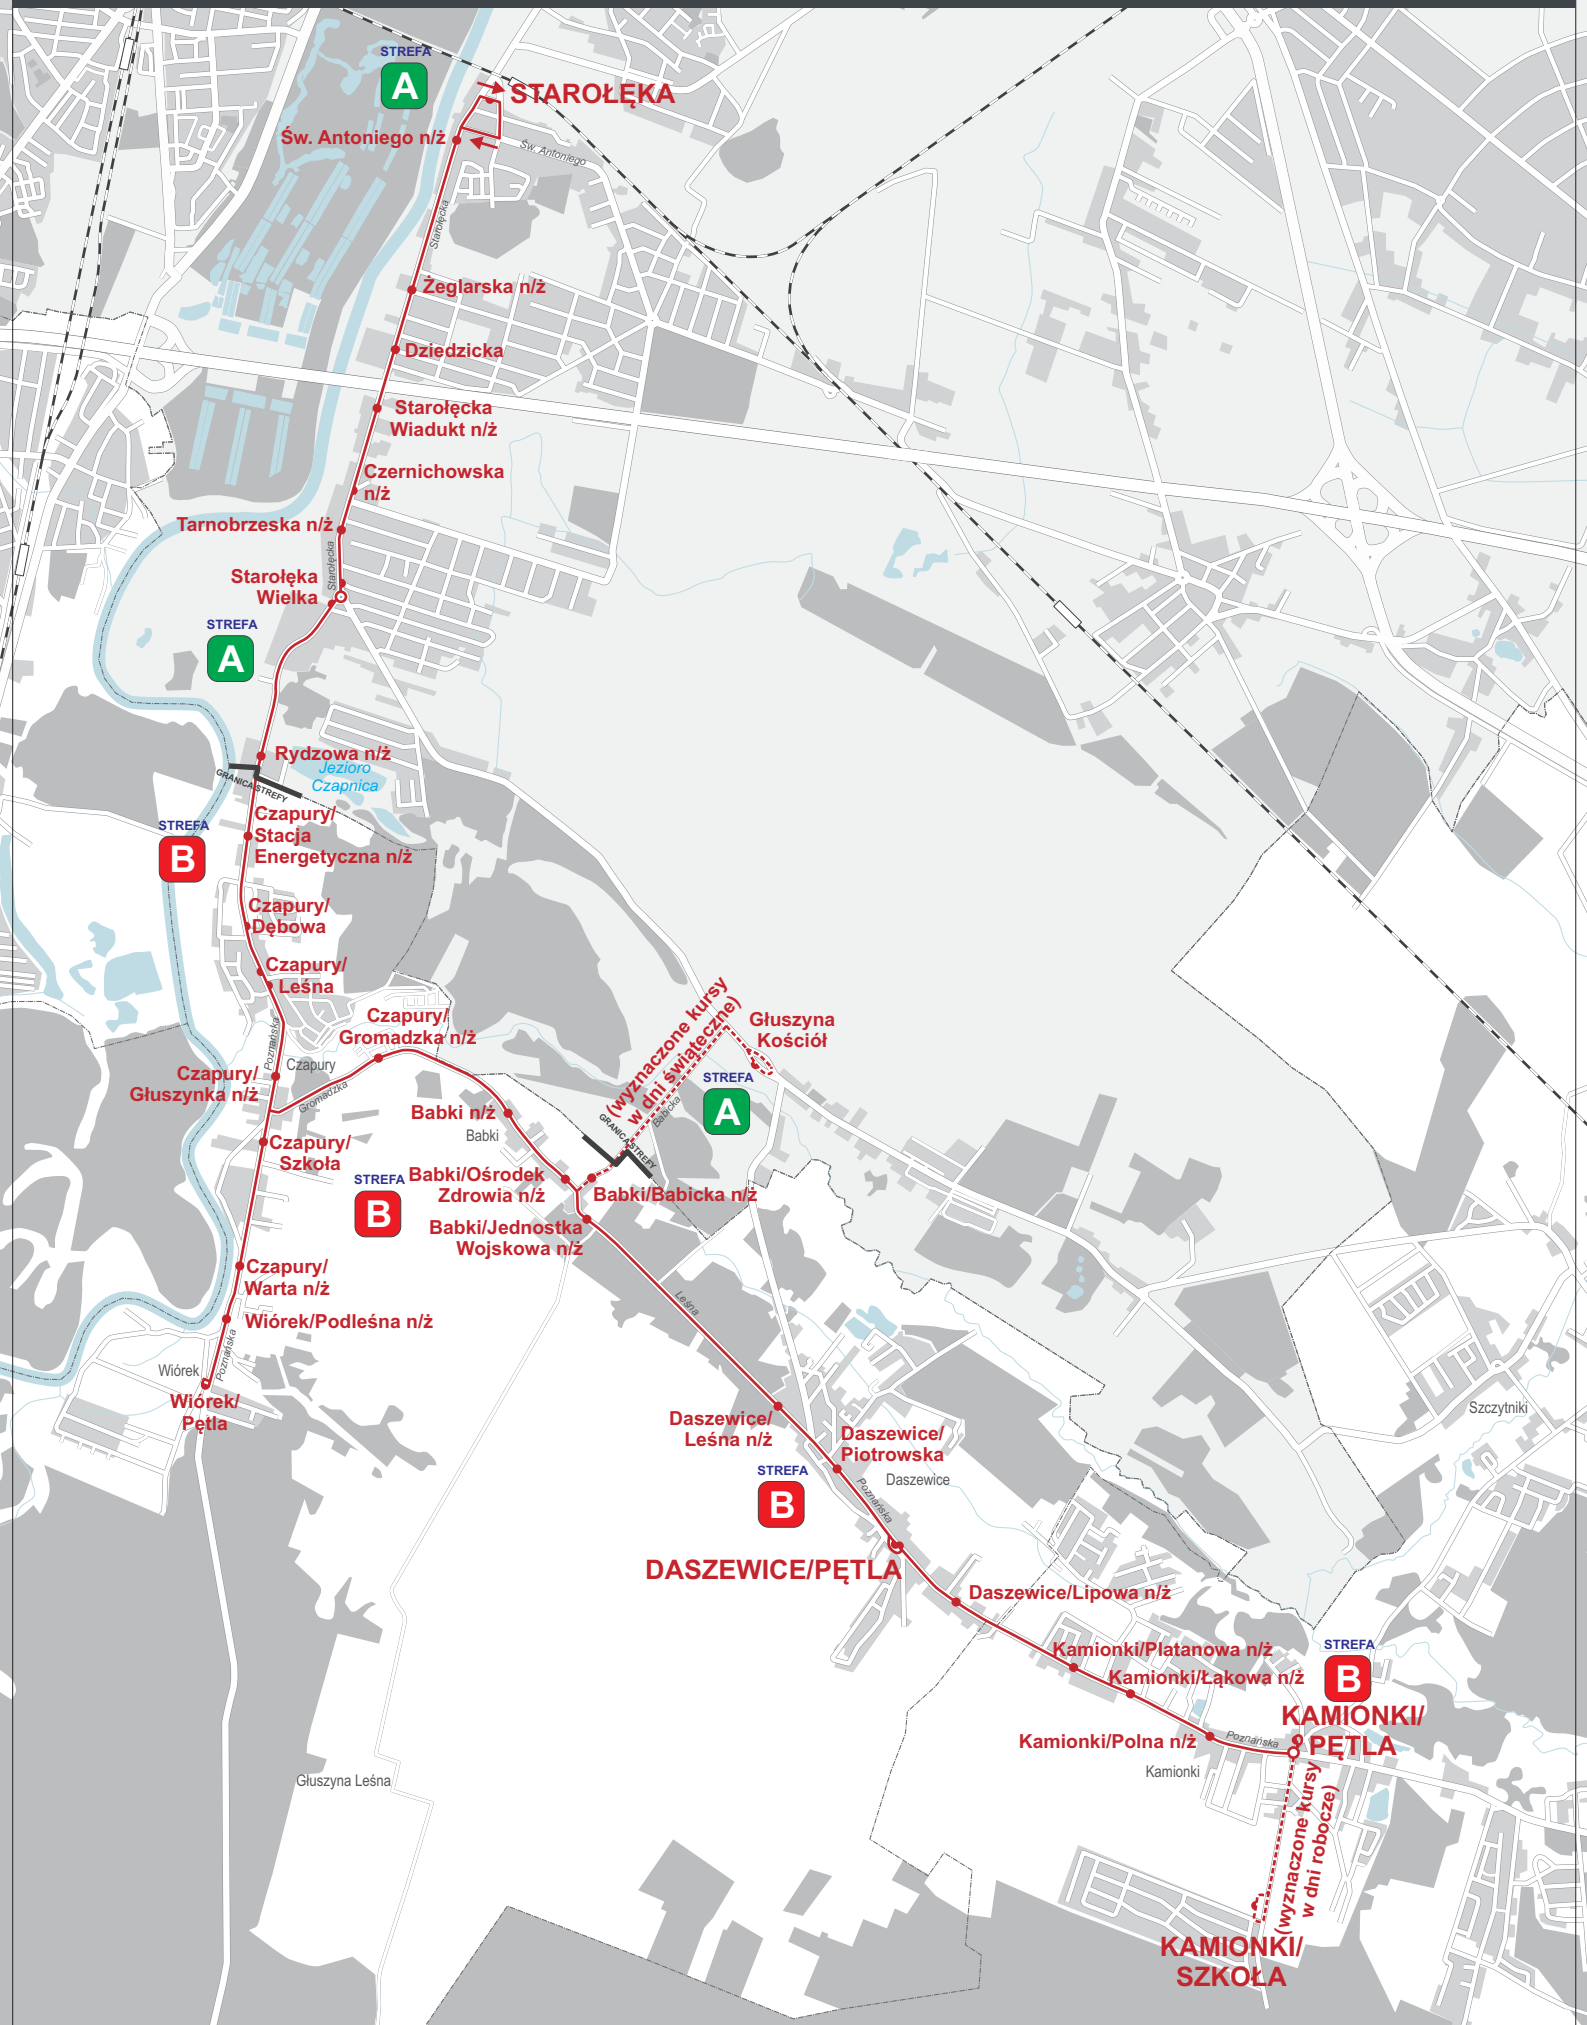 STREFA
A
STAROŁĘKA
Św. Antoniego n/ż
Św. Antoniego
Starołęcka
Żeglarska n/ż
Dziedzicka
Starołęcka
Wiadukt n/ż
Czernichowska
n/ż
Tarnobrzeska n/ż
Starołęcka
Starołęka
Wielka
STREFA
A
Rydzowa n/ż
Jezioro
Czapnica
GRANICA STREFY
STREFA
B
Czapury/
Stacja
Energetyczna n/ż
Czapury/
Dębowa
Czapury/
Leśna
Poznańska
Czapury
Czapury/
Gromadzka n/ż
Gromadzka
Czapury/
Głuszynka n/ż
(wyznaczone kursy
w dni świąteczne)
Głuszyna
Kościół
STREFA
A
Babicka
GRANICA STREFY
Babki n/ż
Babki
Czapury/
Szkoła
STREFA
B
Babki/Ośrodek
Zdrowia n/ż
Babki/Babicka n/ż
Babki/Jednostka
Wojskowa n/ż
Czapury/
Warta n/ż
Wiórek/Podleśna n/ż
Poznańska
Wiórek
Wiórek/
Pętla
Leśna
Daszewice/
Leśna n/ż
Daszewice/
Piotrowska
Daszewice
Szczytniki
STREFA
B
Poznańska
DASZEWICE/PĘTLA
Daszewice/Lipowa n/ż
Kamionki/Platanowa n/ż
Kamionki/Łąkowa n/ż
STREFA
B
KAMIONKI/
PĘTLA
Kamionki/Polna n/ż
Poznańska
Kamionki
Głuszyna Leśna
(wyznaczone kursy
w dni robocze)
KAMIONKI/
SZKOŁA